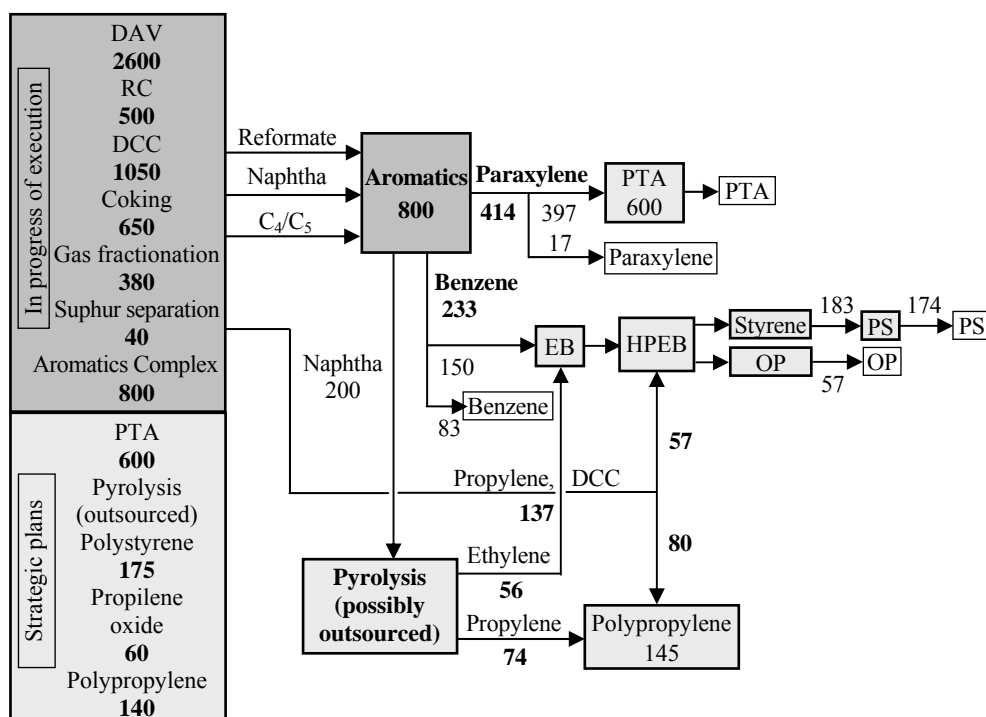 In progress of execution
DAV
2600
RC
500
DCC
1050
Coking
650
Gas fractionation
380
Suphur separation
40
Aromatics Complex
800
Strategic plans
PTA
600
Pyrolysis
(outsourced)
Polystyrene
175
Propilene
oxide
60
Polypropylene
140
Reformate
Naphtha
C4/C5
Aromatics
800
Paraxylene
414
397
17
PTA
600
PTA
Paraxylene
Benzene
233
150
83
Benzene
Naphtha
200
EB
HPEB
Styrene
183
PS
174
PS
OP
57
OP
57
Propylene, DCC
137
80
Pyrolysis
(possibly
outsourced)
Ethylene
56
Propylene
74
Polypropylene
145